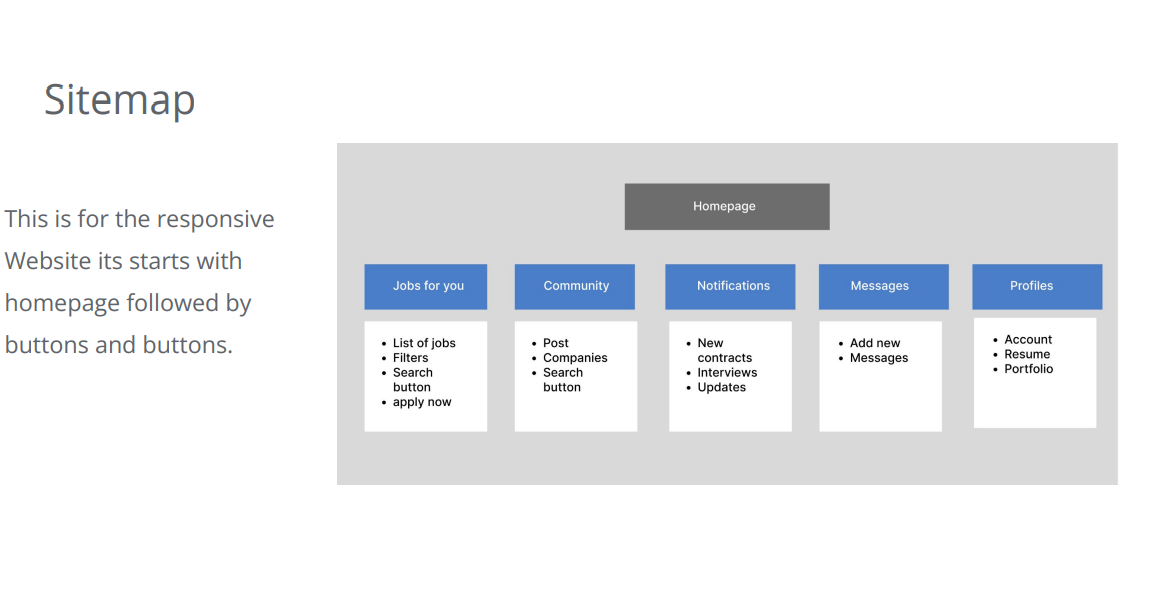 Sitemap
This is for the responsive
Website its starts with
homepage followed by
buttons and buttons.
Homepage
Jobs for you
• List of jobs
• Filters
• Search
button
• apply now
Community
• Post
• Companies
• Search
button
Notifications
• New
contracts
• Interviews
• Updates
Messages
• Add new
• Messages
Profiles
• Account
• Resume
• Portfolio